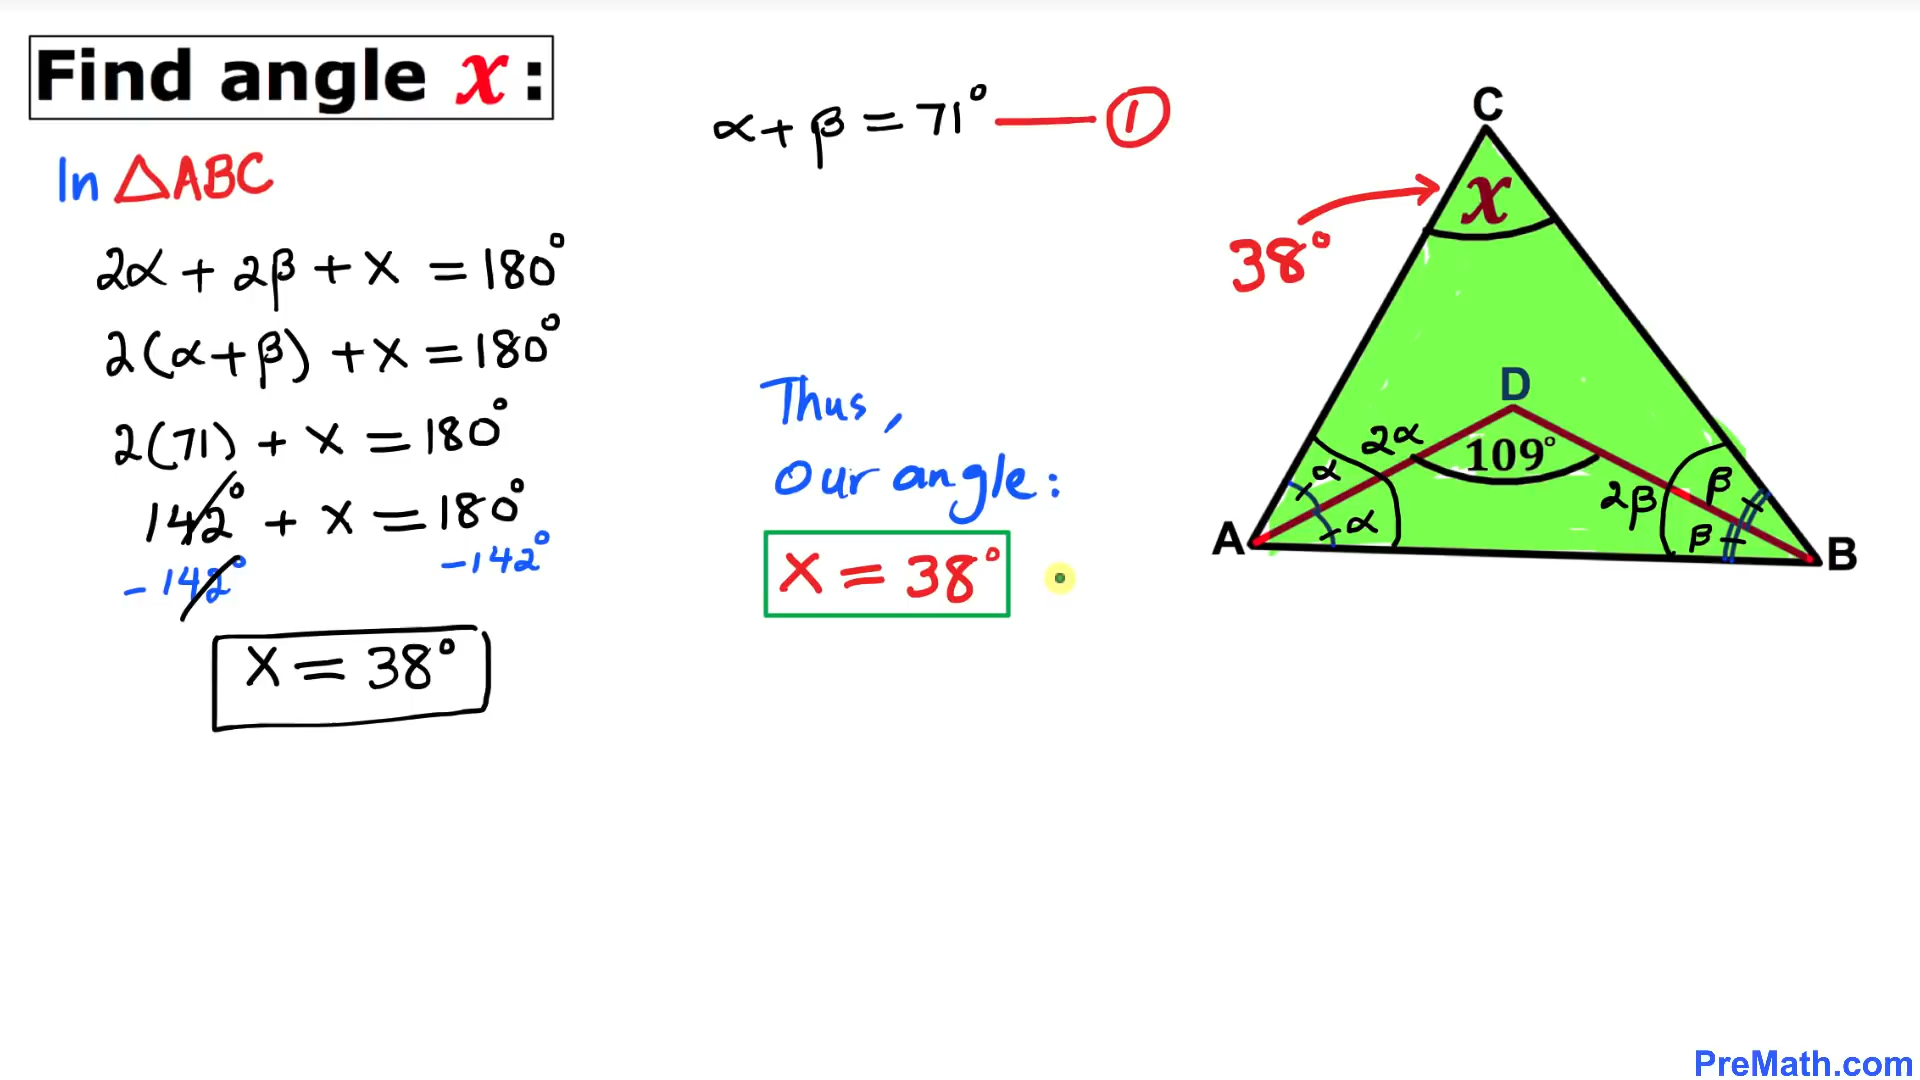 Find angle x:
In △ABC
2α + 2β + x = 180°
2(α+β) + x = 180°
2(71) + x = 180°
142° + x = 180°
-142° -142°
x = 38°
α + β = 71° —— ①
Thus,
Our angle:
x = 38°
C
x
38°
D
109°
2α
α
α
2β
β
β
A
B
PreMath.com